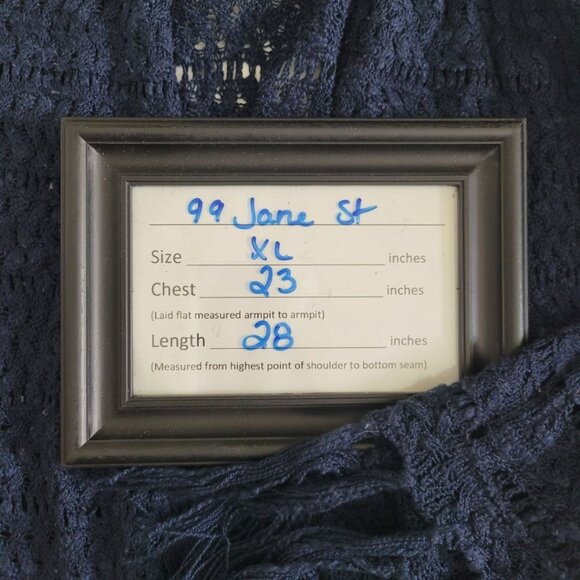 99 Jane St
Size XL inches
Chest 23 inches
(Laid flat measured armpit to armpit)
Length 28 inches
(Measured from highest point of shoulder to bottom seam)